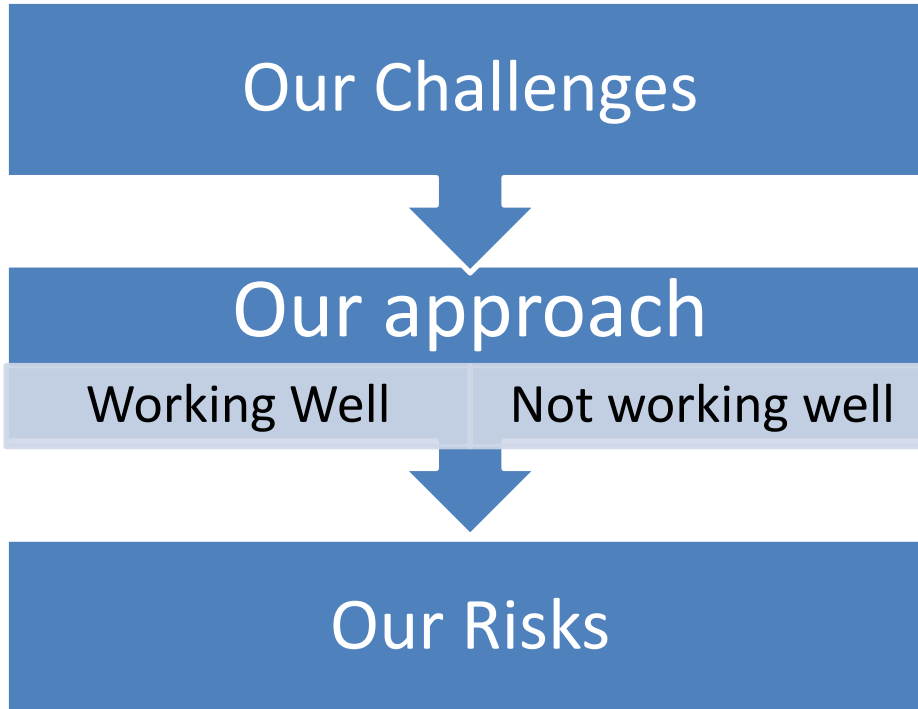 Our Challenges
Our approach
Working Well
Not working well
Our Risks